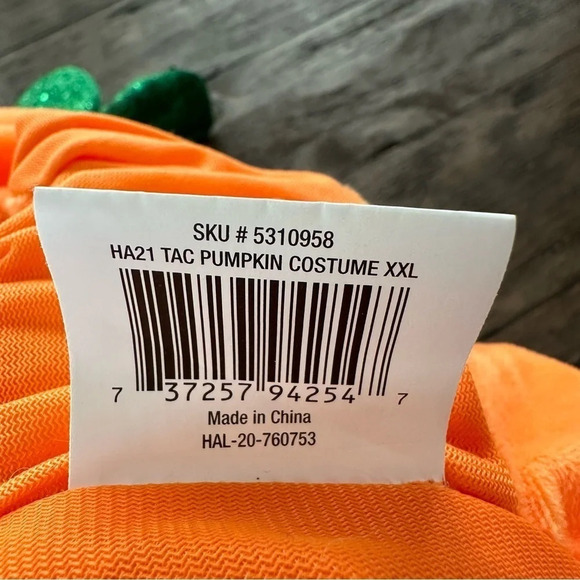 SKU # 5310958
HA21 TAC PUMPKIN COSTUME XXL
7 37257 94254 7
Made in China
HAL-20-760753